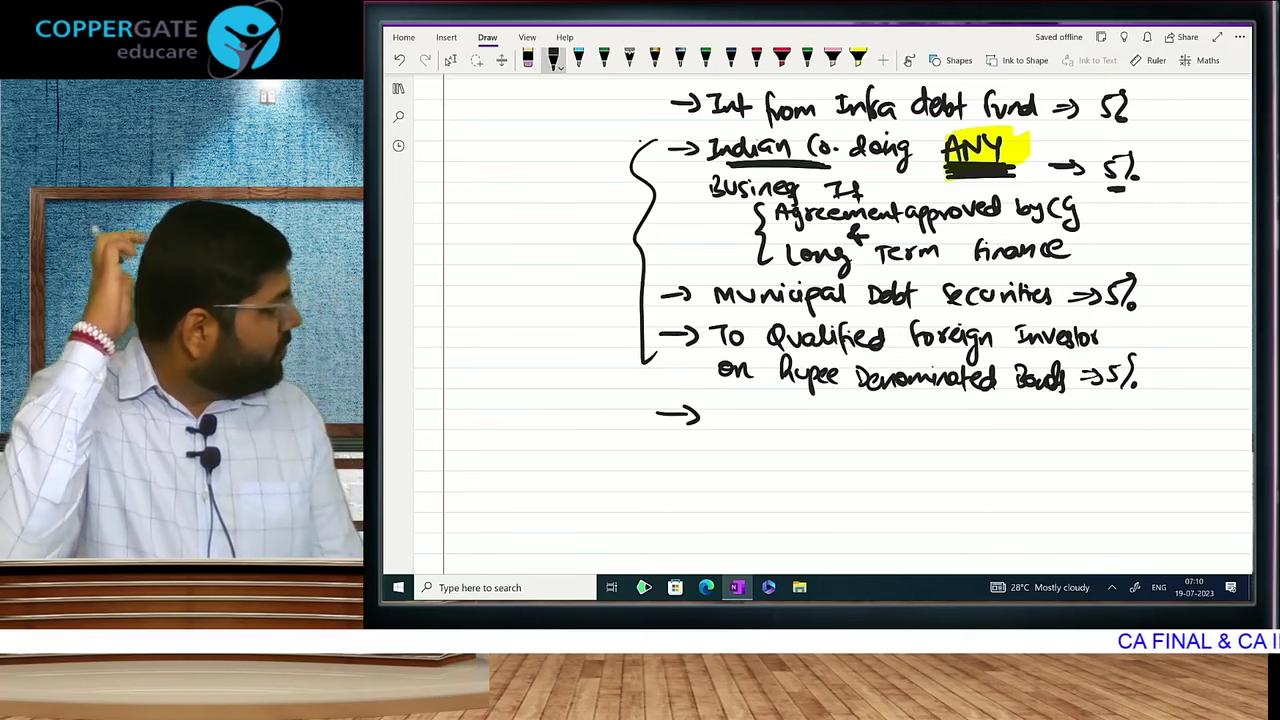 COPPERGATE
educare
Home Insert Draw View Help
Saved offline
Share
Shapes
Ink to Shape
Ink to Text
Ruler
Maths
→ Int from Infra debt fund ⇒ 5%
→ Indian Co. doing ANY → 5%
Business If
Agreement approved by CG
&
Long Term finance
→ Municipal Debt Securities ⇒ 5%
→ To Qualified Foreign Investor
on Rupee Denominated Bonds ⇒ 5%
→
Type here to search
28°C Mostly cloudy
ENG
07:10
19-07-2023
CA FINAL & CA I